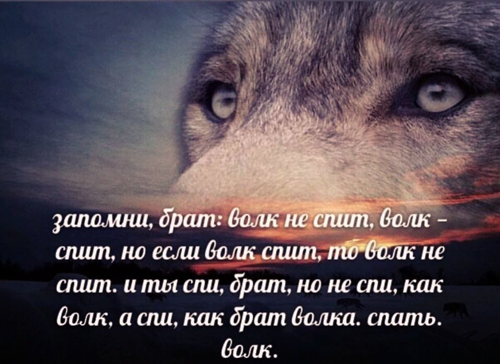 запомни, брат: волк не спит, волк –
спит, но если волк спит, то волк не
спит. и ты спи, брат, но не спи, как
волк, а спи, как брат волка. спать.
волк.